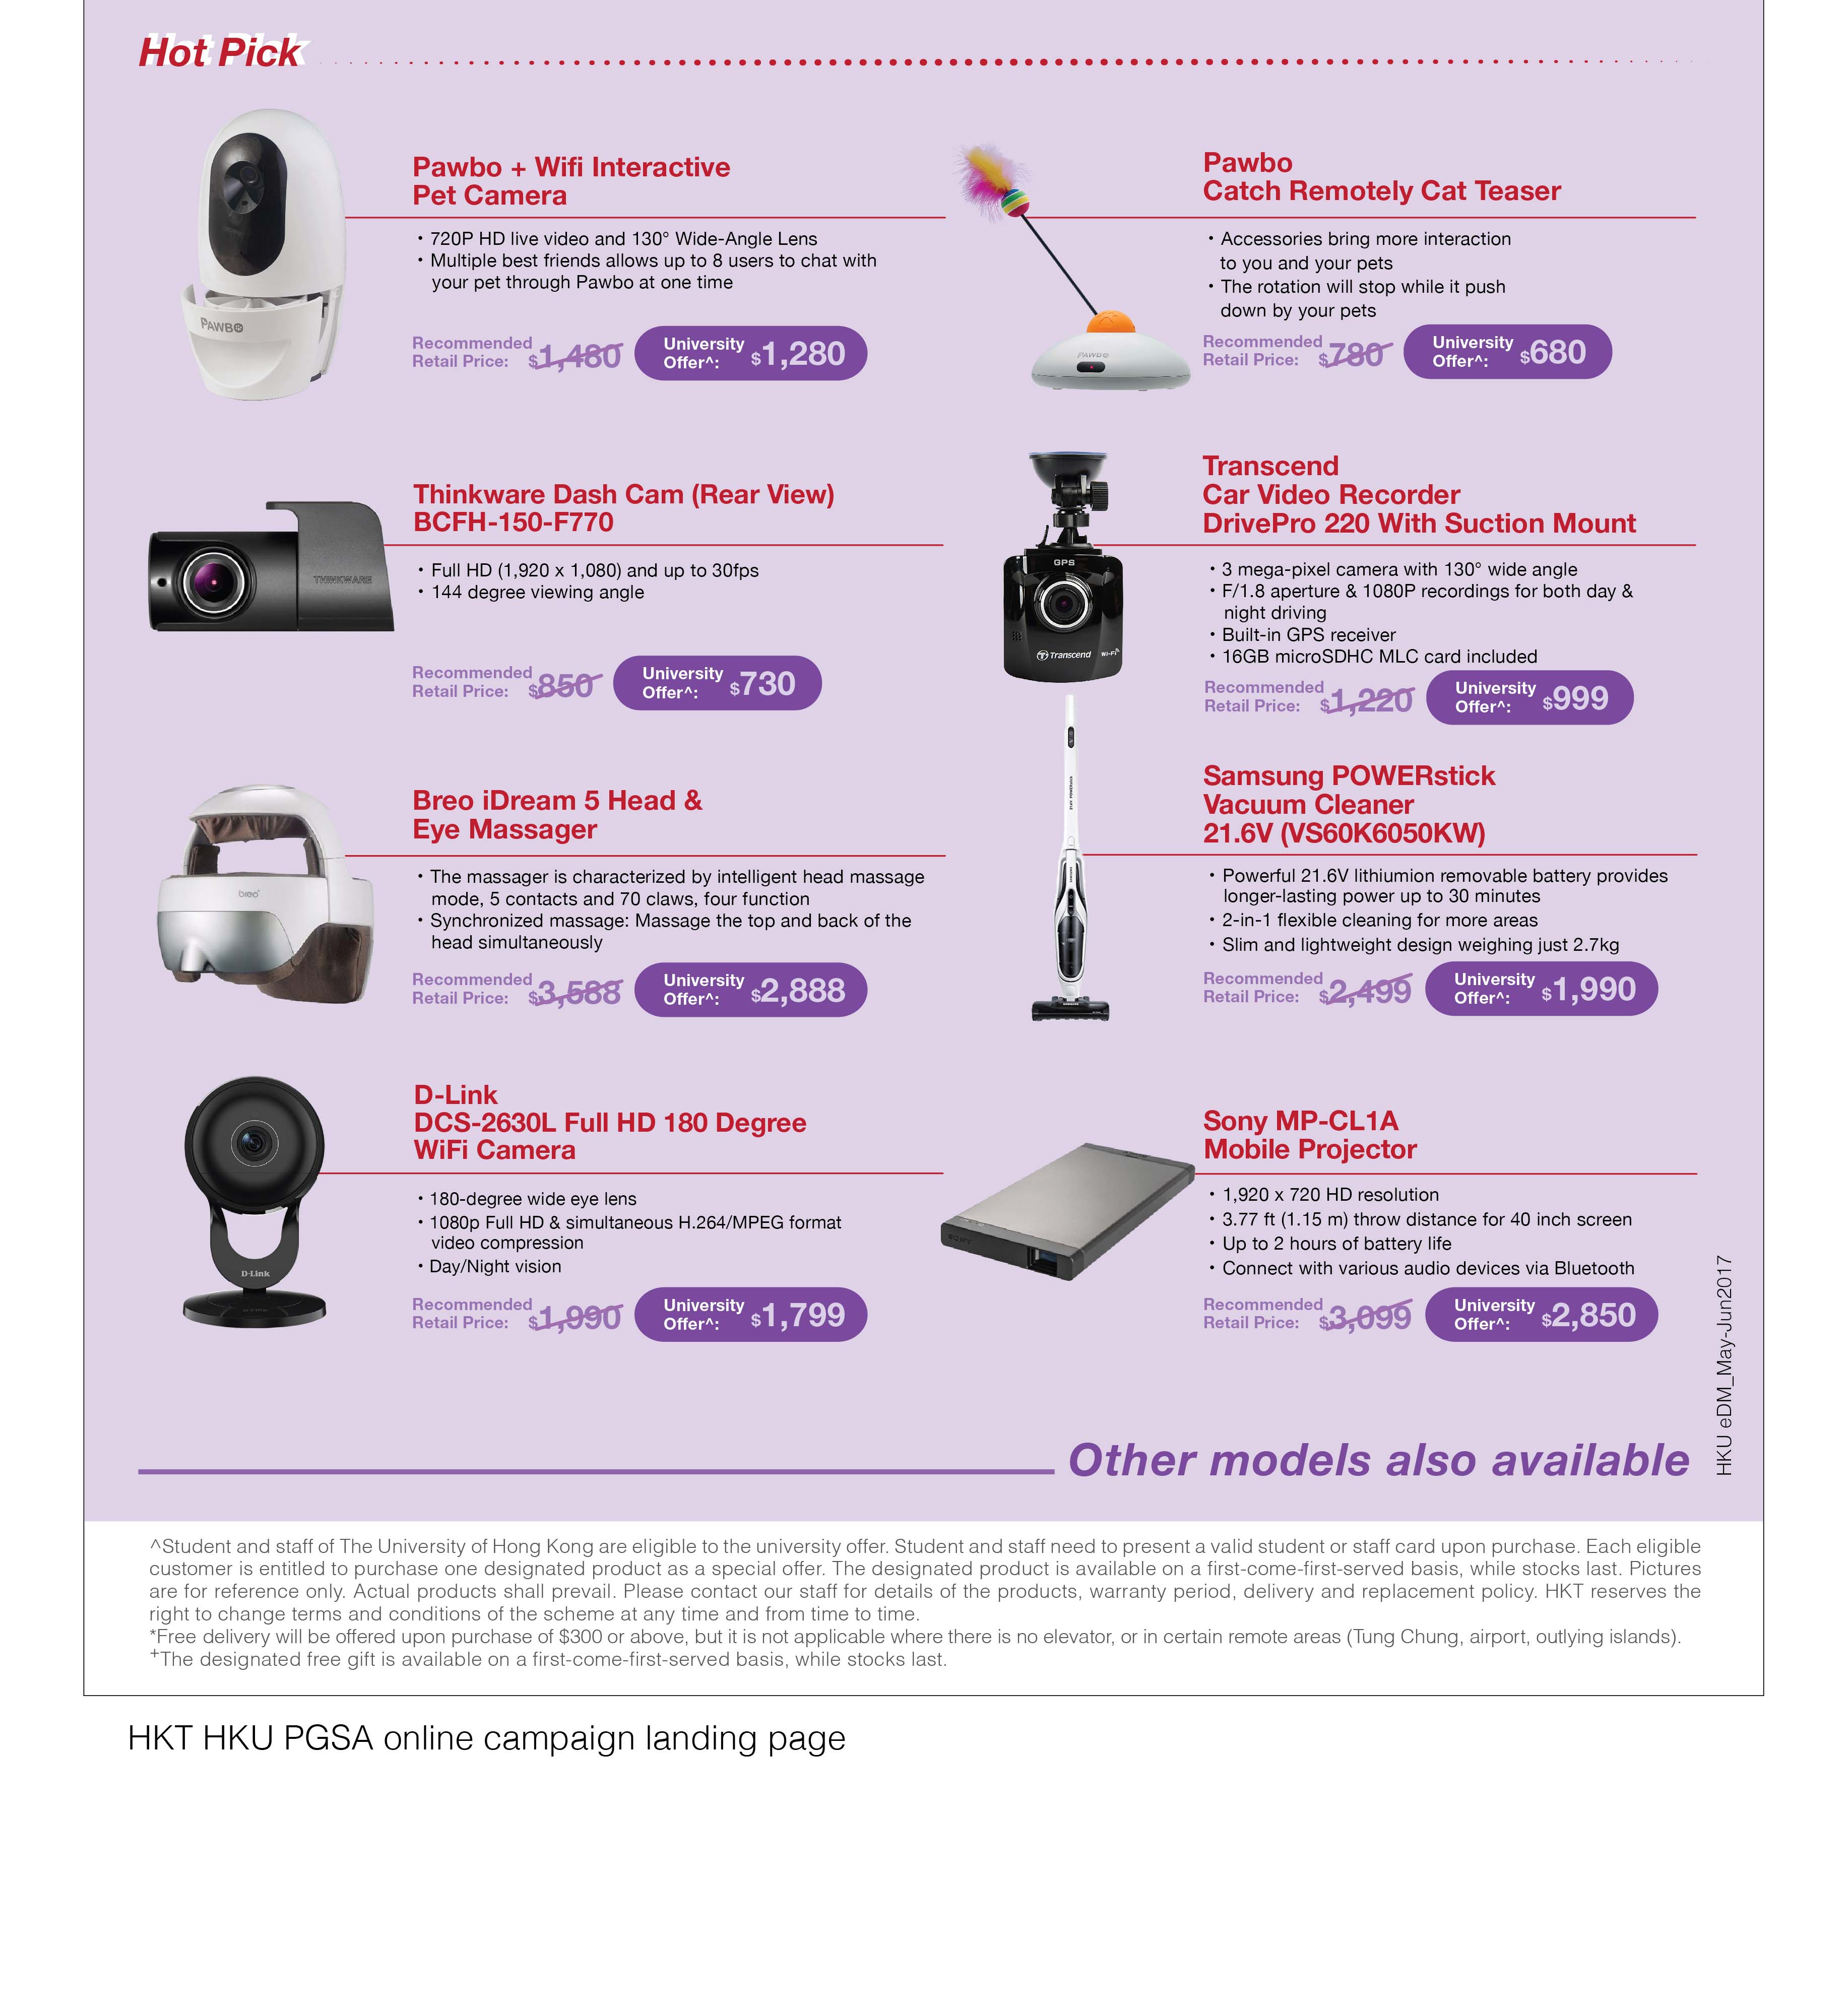 Hot Pick
Pawbo + Wifi Interactive
Pet Camera
• 720P HD live video and 130° Wide-Angle Lens
• Multiple best friends allows up to 8 users to chat with
your pet through Pawbo at one time
Recommended
Retail Price: $1,480
University
Offer^: $1,280
PAWBO
Pawbo
Catch Remotely Cat Teaser
• Accessories bring more interaction
to you and your pets
• The rotation will stop while it push
down by your pets
Recommended
Retail Price: $780
University
Offer^: $680
PAWBO
Thinkware Dash Cam (Rear View)
BCFH-150-F770
• Full HD (1,920 x 1,080) and up to 30fps
• 144 degree viewing angle
Recommended
Retail Price: $850
University
Offer^: $730
THINKWARE
Transcend
Car Video Recorder
DrivePro 220 With Suction Mount
• 3 mega-pixel camera with 130° wide angle
• F/1.8 aperture & 1080P recordings for both day &
night driving
• Built-in GPS receiver
• 16GB microSDHC MLC card included
Recommended
Retail Price: $1,220
University
Offer^: $999
GPS
Transcend Wi-Fi
Breo iDream 5 Head &
Eye Massager
• The massager is characterized by intelligent head massage
mode, 5 contacts and 70 claws, four function
• Synchronized massage: Massage the top and back of the
head simultaneously
Recommended
Retail Price: $3,588
University
Offer^: $2,888
breo
Samsung POWERstick
Vacuum Cleaner
21.6V (VS60K6050KW)
• Powerful 21.6V lithiumion removable battery provides
longer-lasting power up to 30 minutes
• 2-in-1 flexible cleaning for more areas
• Slim and lightweight design weighing just 2.7kg
Recommended
Retail Price: $2,499
University
Offer^: $1,990
D-Link
DCS-2630L Full HD 180 Degree
WiFi Camera
• 180-degree wide eye lens
• 1080p Full HD & simultaneous H.264/MPEG format
video compression
• Day/Night vision
Recommended
Retail Price: $1,990
University
Offer^: $1,799
D-Link
Sony MP-CL1A
Mobile Projector
• 1,920 x 720 HD resolution
• 3.77 ft (1.15 m) throw distance for 40 inch screen
• Up to 2 hours of battery life
• Connect with various audio devices via Bluetooth
Recommended
Retail Price: $3,099
University
Offer^: $2,850
SONY
HKU eDM_May-Jun2017
Other models also available
^Student and staff of The University of Hong Kong are eligible to the university offer. Student and staff need to present a valid student or staff card upon purchase. Each eligible
customer is entitled to purchase one designated product as a special offer. The designated product is available on a first-come-first-served basis, while stocks last. Pictures
are for reference only. Actual products shall prevail. Please contact our staff for details of the products, warranty period, delivery and replacement policy. HKT reserves the
right to change terms and conditions of the scheme at any time and from time to time.
*Free delivery will be offered upon purchase of $300 or above, but it is not applicable where there is no elevator, or in certain remote areas (Tung Chung, airport, outlying islands).
+The designated free gift is available on a first-come-first-served basis, while stocks last.
HKT HKU PGSA online campaign landing page